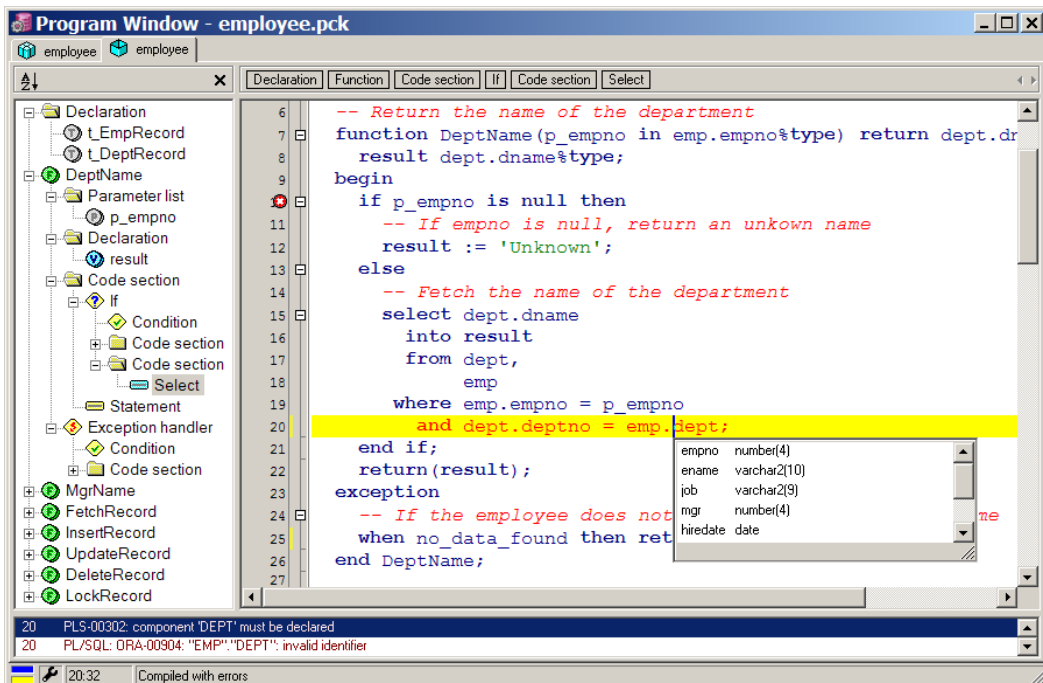 Program Window - employee.pck
employee employee
Declaration Function Code section If Code section Select
Declaration
t_EmpRecord
t_DeptRecord
DeptName
Parameter list
p_empno
Declaration
result
Code section
If
Condition
Code section
Code section
Select
Statement
Exception handler
Condition
Code section
MgrName
FetchRecord
InsertRecord
UpdateRecord
DeleteRecord
LockRecord
6 -- Return the name of the department
7 function DeptName(p_empno in emp.empno%type) return dept.dr
8 result dept.dname%type;
9 begin
if p_empno is null then
11 -- If empno is null, return an unkown name
12 result := 'Unknown';
13 else
14 -- Fetch the name of the department
15 select dept.dname
16 into result
17 from dept,
18 emp
19 where emp.empno = p_empno
20 and dept.deptno = emp.dept;
21 end if;
22 return(result);
23 exception
24 -- If the employee does not me
25 when no_data_found then ret
26 end DeptName;
27
empno number(4)
ename varchar2(10)
job varchar2(9)
mgr number(4)
hiredate date
20 PLS-00302: component 'DEPT' must be declared
20 PL/SQL: ORA-00904: "EMP"."DEPT": invalid identifier
20:32 Compiled with errors